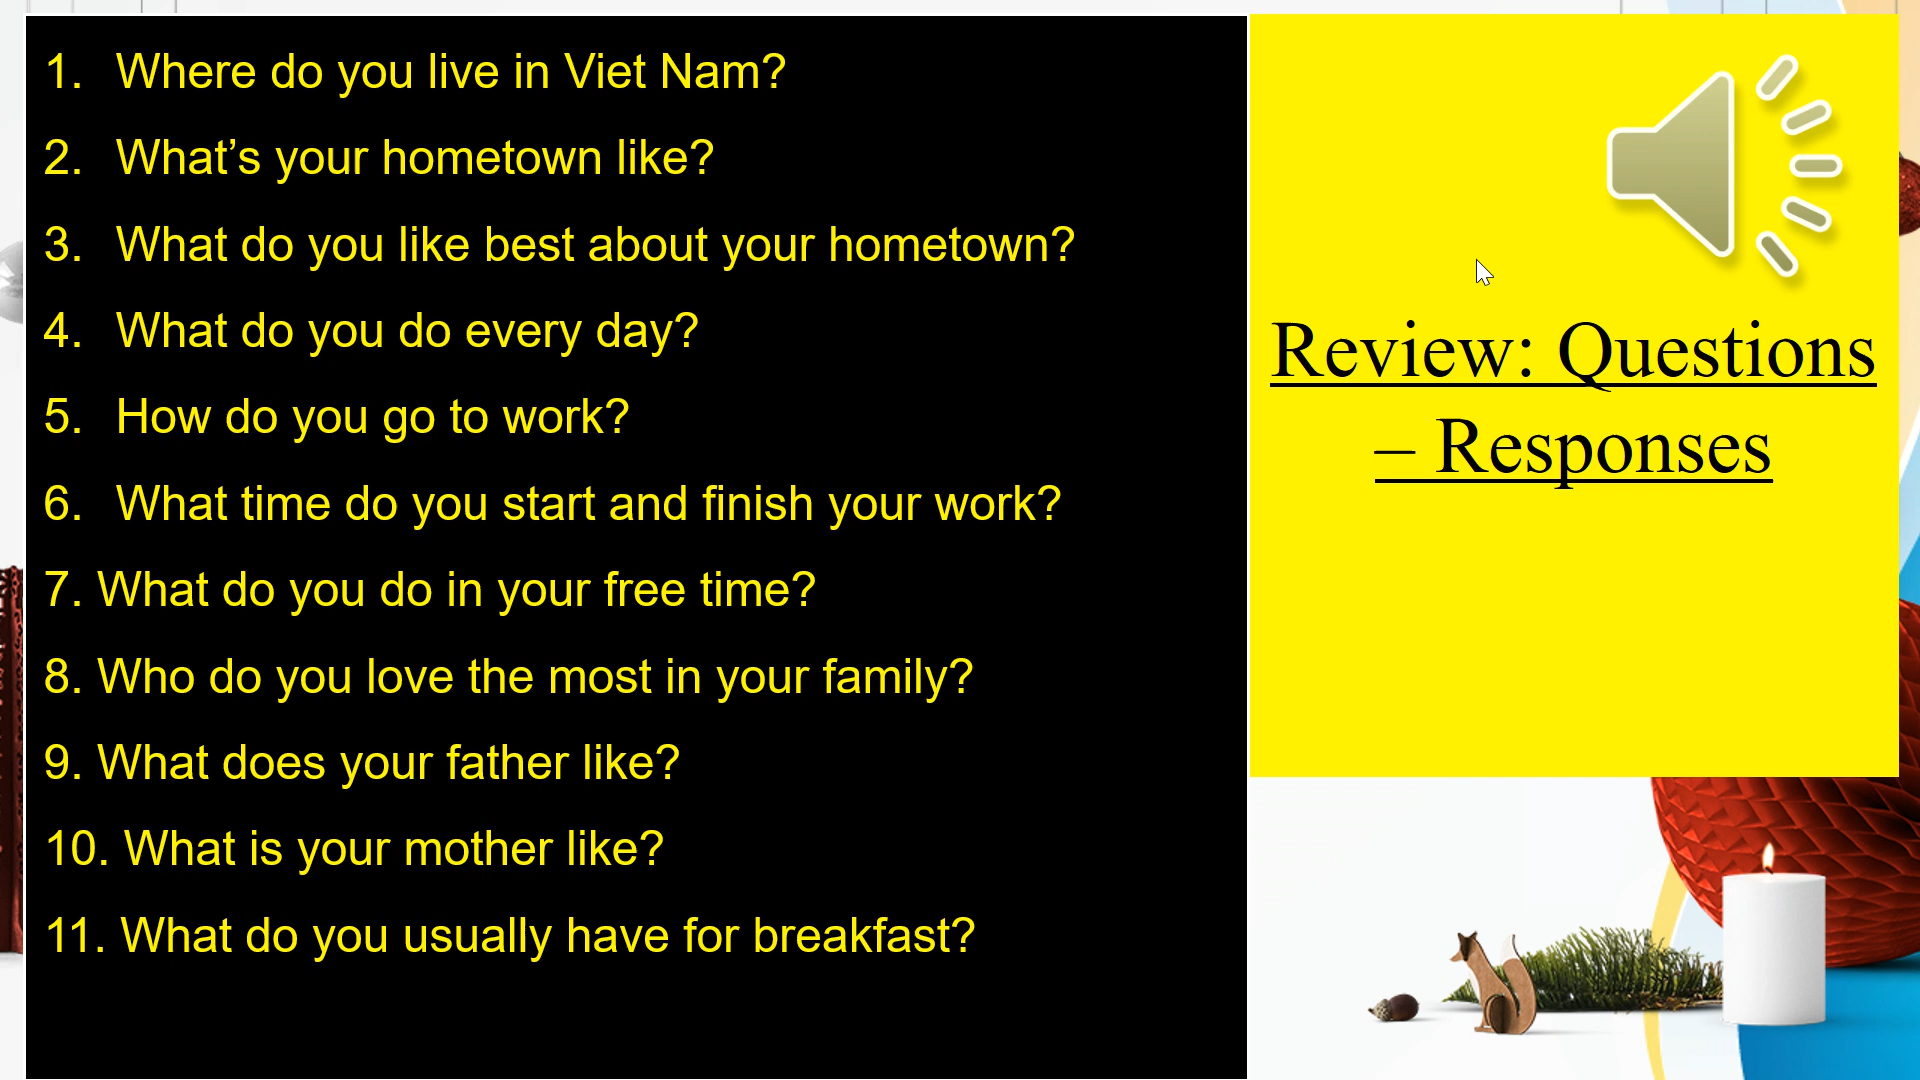 1. Where do you live in Viet Nam?
2. What’s your hometown like?
3. What do you like best about your hometown?
4. What do you do every day?
5. How do you go to work?
6. What time do you start and finish your work?
7. What do you do in your free time?
8. Who do you love the most in your family?
9. What does your father like?
10. What is your mother like?
11. What do you usually have for breakfast?
Review: Questions
– Responses